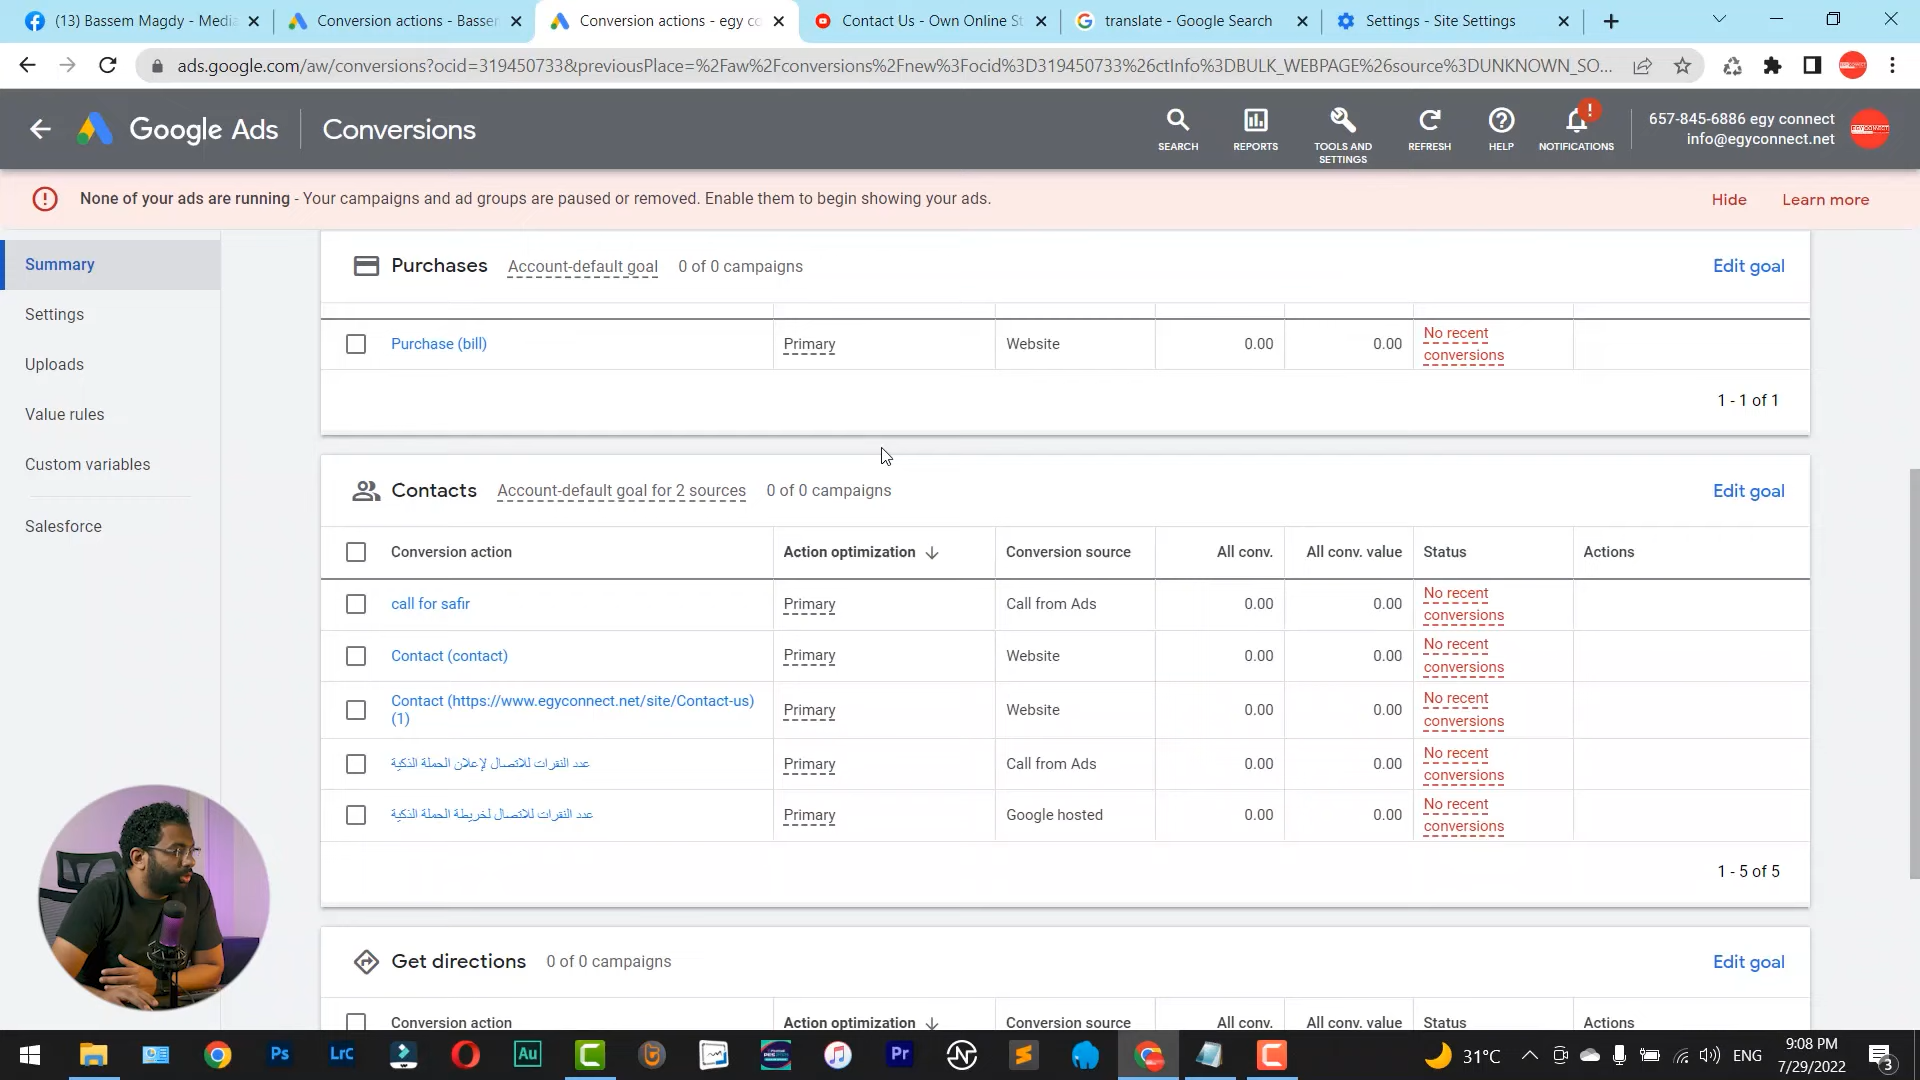 (13) Bassem Magdy - Media
Conversion actions - Basser
Conversion actions - egy co
Contact Us - Own Online St
translate - Google Search
Settings - Site Settings
ads.google.com/aw/conversions?ocid=319450733&previousPlace=%2Faw%2Fconversions%2Fnew%3Focid%3D319450733%26ctInfo%3DBULK_WEBPAGE%26source%3DUNKNOWN_SO...
Google Ads
Conversions
SEARCH
REPORTS
TOOLS AND SETTINGS
REFRESH
HELP
NOTIFICATIONS
657-845-6886 egy connect
info@egyconnect.net
None of your ads are running - Your campaigns and ad groups are paused or removed. Enable them to begin showing your ads.
Hide
Learn more
Summary
Settings
Uploads
Value rules
Custom variables
Salesforce
Purchases Account-default goal 0 of 0 campaigns Edit goal
Purchase (bill) Primary Website 0.00 0.00 No recent conversions
1 - 1 of 1
Contacts Account-default goal for 2 sources 0 of 0 campaigns Edit goal
Conversion action Action optimization Conversion source All conv. All conv. value Status Actions
call for safir Primary Call from Ads 0.00 0.00 No recent conversions
Contact (contact) Primary Website 0.00 0.00 No recent conversions
Contact (https://www.egyconnect.net/site/Contact-us) (1) Primary Website 0.00 0.00 No recent conversions
عدد النقرات للاتصال لإعلان الحملة الذكية Primary Call from Ads 0.00 0.00 No recent conversions
عدد النقرات للاتصال لخريطة الحملة الذكية Primary Google hosted 0.00 0.00 No recent conversions
1 - 5 of 5
Get directions 0 of 0 campaigns Edit goal
Conversion action Action optimization Conversion source All conv. All conv. value Status Actions
Ps
LrC
Au
Pr
31°C
ENG
9:08 PM
7/29/2022
3